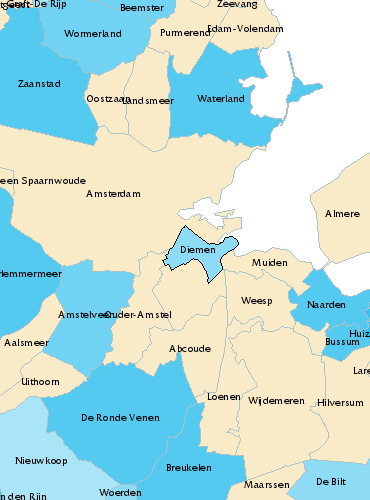 Graft-De Rijp
Zeevang
Beemster
Wormerland
Purmerend
Edam-Volendam
Zaanstad
Oostzaan
Landsmeer
Waterland
een Spaarnwoude
Amsterdam
Almere
Diemen
Muiden
lemmermeer
Weesp
Naarden
Amstelveen
Ouder-Amstel
Huiz
Aalsmeer
Abcoude
Bussum
Uithoorn
Lare
Loenen
Wijdemeren
Hilversum
De Ronde Venen
Nieuwkoop
Breukelen
De Bilt
Maarssen
Woerden
n den Rijn